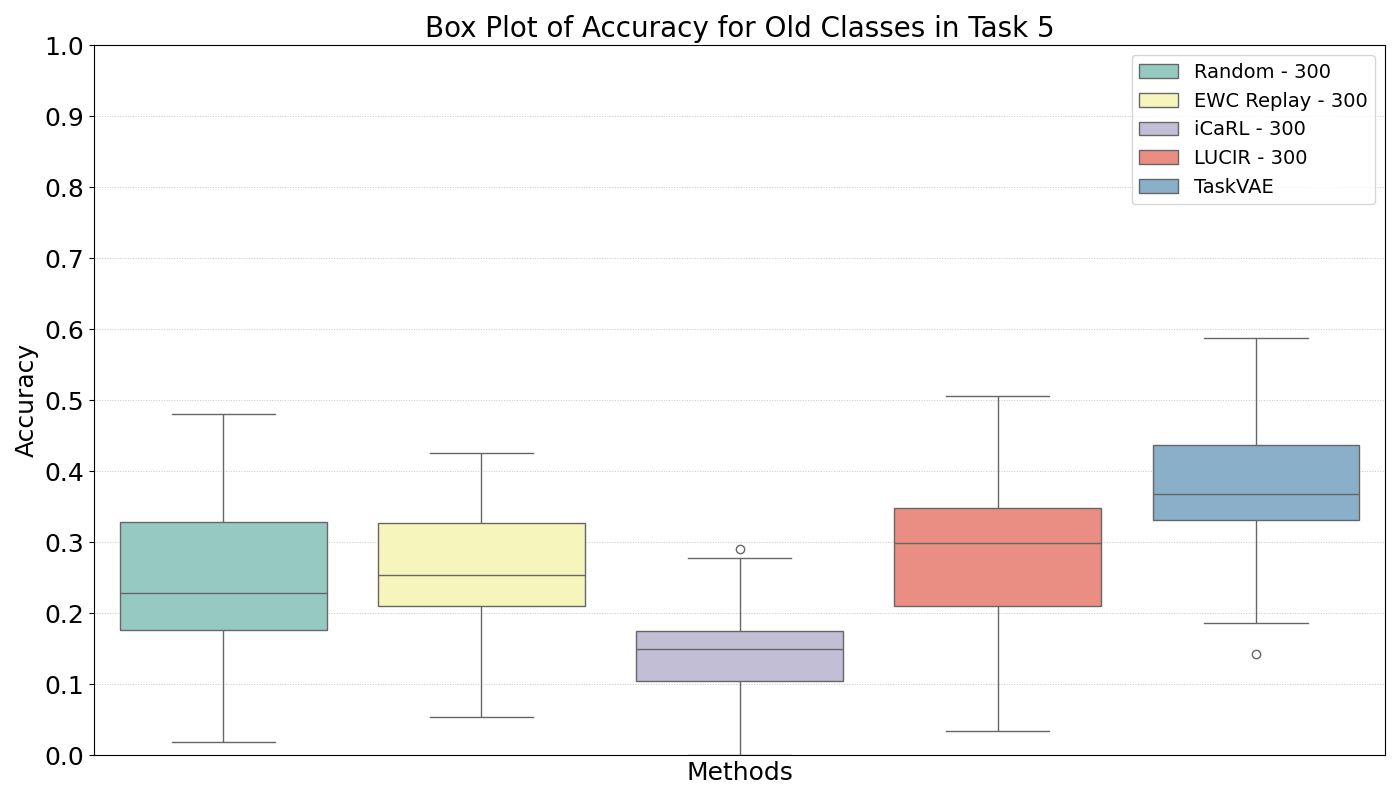 Box Plot of Accuracy for Old Classes in Task 5
1.0
0.9
0.8
0.7
0.6
0.5
0.4
0.3
0.2
0.1
0.0
Accuracy
Methods
Random - 300
EWC Replay - 300
iCaRL - 300
LUCIR - 300
TaskVAE